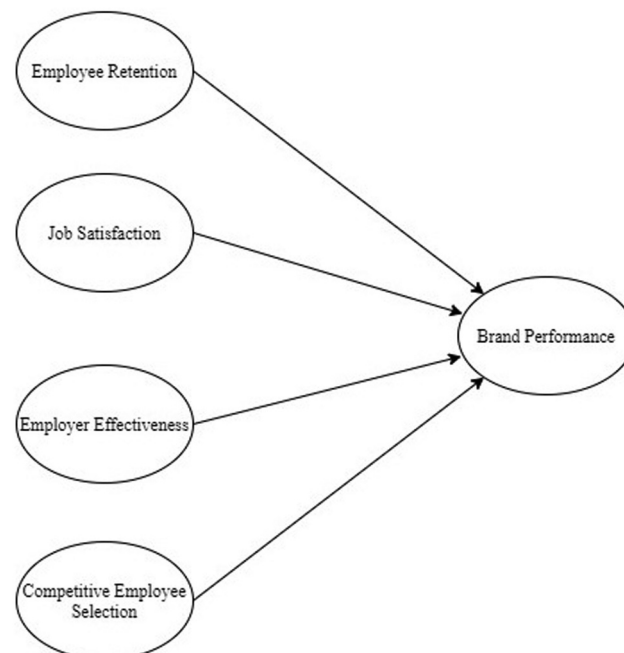 Employee Retention
Job Satisfaction
Brand Performance
Employer Effectiveness
Competitive Employee
Selection